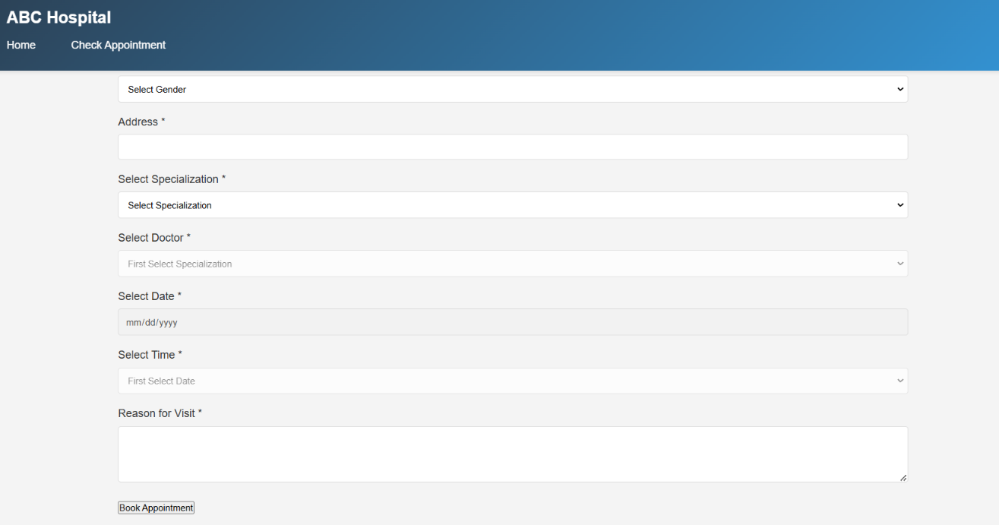 ABC Hospital
Home Check Appointment
Select Gender
Address *
Select Specialization *
Select Specialization
Select Doctor *
First Select Specialization
Select Date *
mm/dd/yyyy
Select Time *
First Select Date
Reason for Visit *
Book Appointment